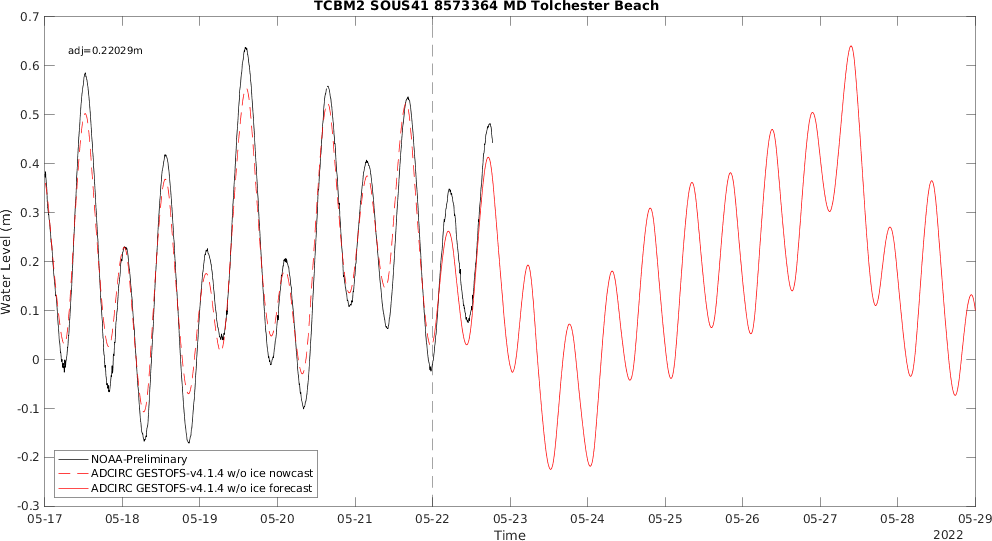 TCBM2 SOUS41 8573364 MD Tolchester Beach
0.7
adj=0.22029m
0.6
0.5
0.4
0.3
0.2
0.1
0
-0.1
-0.2
-0.3
Water Level (m)
NOAA-Preliminary
ADCIRC GESTOFS-v4.1.4 w/o ice nowcast
ADCIRC GESTOFS-v4.1.4 w/o ice forecast
05-17 05-18 05-19 05-20 05-21 05-22 05-23 05-24 05-25 05-26 05-27 05-28 05-29
Time
2022